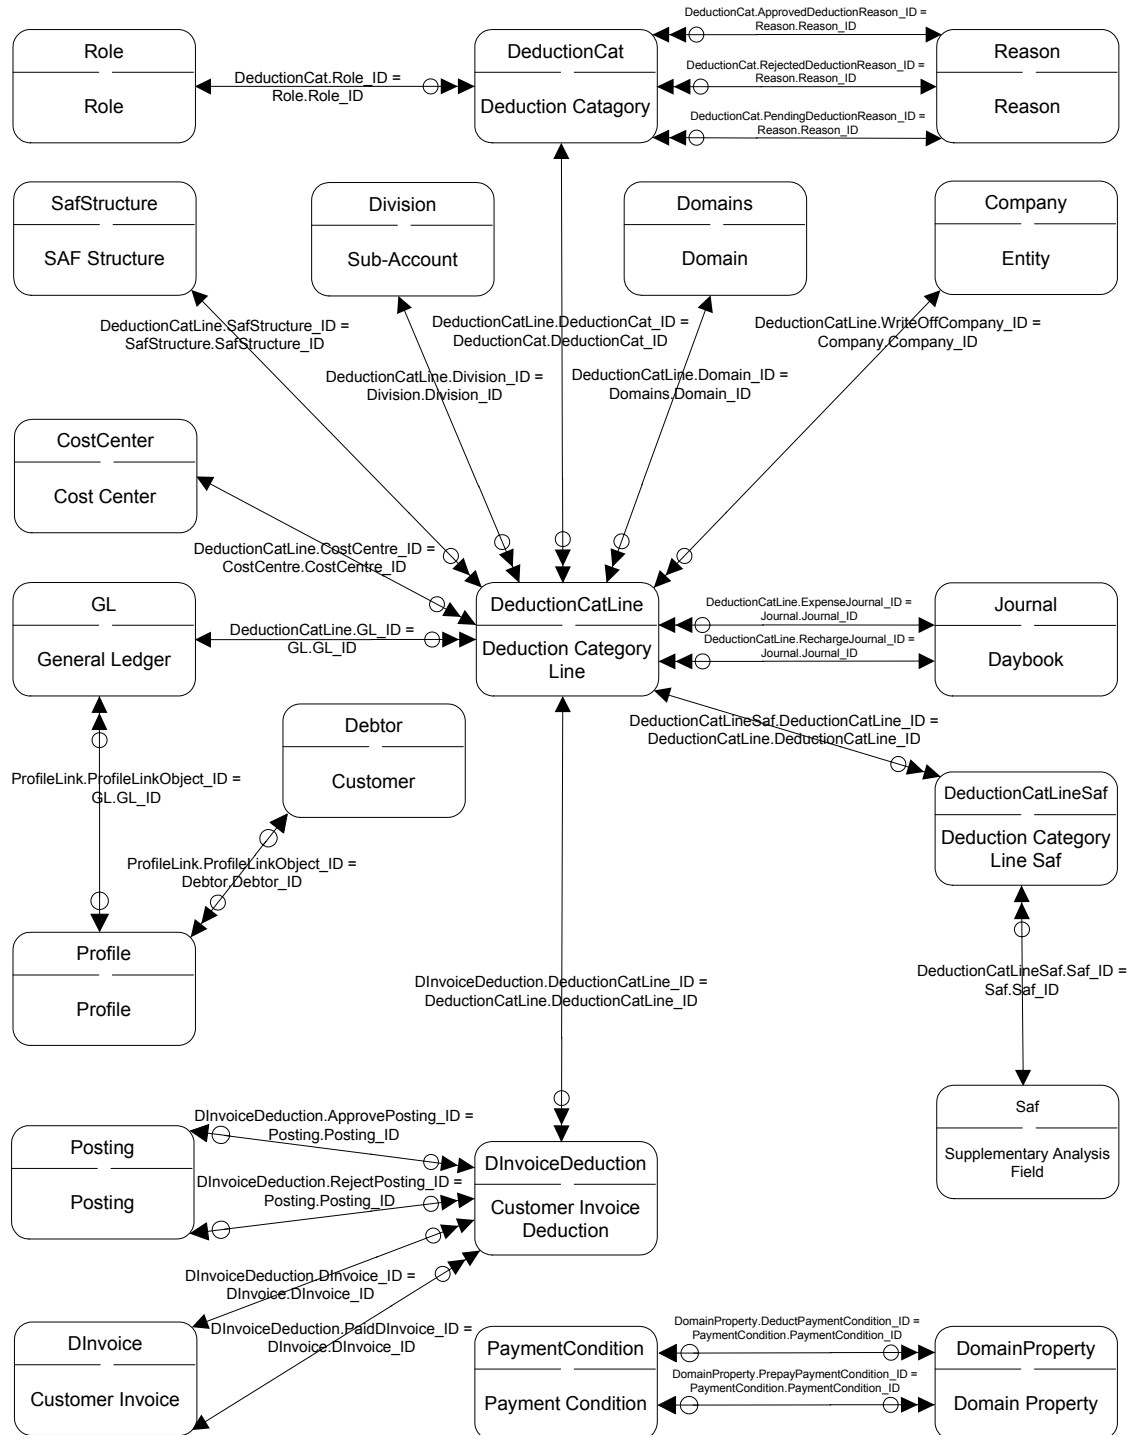 DeductionCat.ApprovedDeductionReason_ID =
Reason.Reason_ID
Role
Role
DeductionCat.Role_ID =
Role.Role_ID
DeductionCat
Deduction Catagory
DeductionCat.RejectedDeductionReason_ID =
Reason.Reason_ID
DeductionCat.PendingDeductionReason_ID =
Reason.Reason_ID
Reason
Reason
SafStructure
SAF Structure
Division
Sub-Account
Domains
Domain
Company
Entity
DeductionCatLine.SafStructure_ID =
SafStructure.SafStructure_ID
DeductionCatLine.DeductionCat_ID =
DeductionCat.DeductionCat_ID
DeductionCatLine.WriteOffCompany_ID =
Company.Company_ID
DeductionCatLine.Division_ID =
Division.Division_ID
DeductionCatLine.Domain_ID =
Domains.Domain_ID
CostCenter
Cost Center
DeductionCatLine.CostCentre_ID =
CostCentre.CostCentre_ID
GL
General Ledger
DeductionCatLine.GL_ID =
GL.GL_ID
DeductionCatLine
Deduction Category
Line
DeductionCatLine.ExpenseJournal_ID =
Journal.Journal_ID
DeductionCatLine.RechargeJournal_ID =
Journal.Journal_ID
Journal
Daybook
DeductionCatLineSaf.DeductionCatLine_ID =
DeductionCatLine.DeductionCatLine_ID
Debtor
Customer
ProfileLink.ProfileLinkObject_ID =
GL.GL_ID
DeductionCatLineSaf
Deduction Category
Line Saf
ProfileLink.ProfileLinkObject_ID =
Debtor.Debtor_ID
Profile
Profile
DInvoiceDeduction.DeductionCatLine_ID =
DeductionCatLine.DeductionCatLine_ID
DeductionCatLineSaf.Saf_ID =
Saf.Saf_ID
Saf
Supplementary Analysis
Field
DInvoiceDeduction.ApprovePosting_ID =
Posting.Posting_ID
Posting
Posting
DInvoiceDeduction.RejectPosting_ID =
Posting.Posting_ID
DInvoiceDeduction
Customer Invoice
Deduction
DInvoiceDeduction.DInvoice_ID =
DInvoice.DInvoice_ID
DInvoiceDeduction.PaidDInvoice_ID =
DInvoice.DInvoice_ID
DInvoice
Customer Invoice
PaymentCondition
Payment Condition
DomainProperty.DeductPaymentCondition_ID =
PaymentCondition.PaymentCondition_ID
DomainProperty.PrepayPaymentCondition_ID =
PaymentCondition.PaymentCondition_ID
DomainProperty
Domain Property